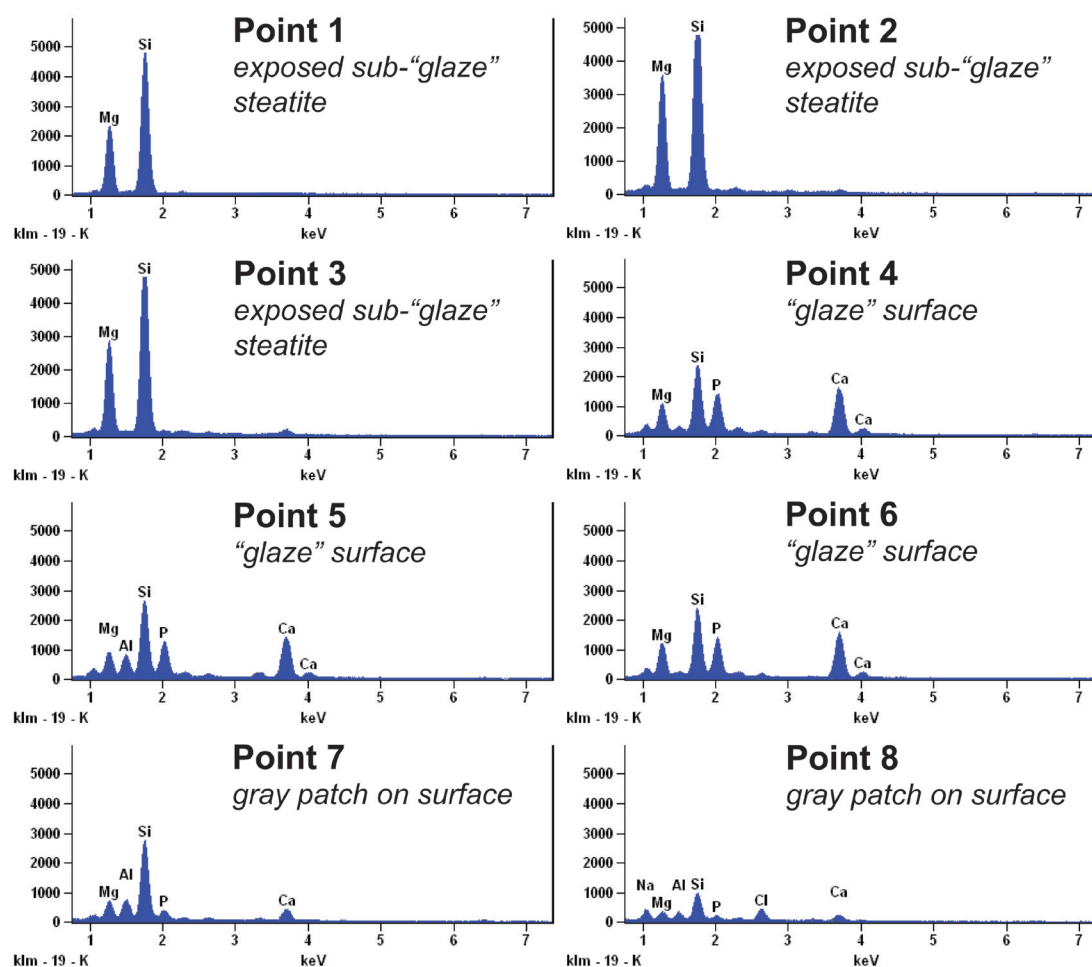 Point 1
exposed sub-“glaze”
steatite
5000
4000
3000
2000
1000
0
Mg
Si
1 2 3 4 5 6 7
klm - 19 - K keV
Point 2
exposed sub-“glaze”
steatite
5000
4000
3000
2000
1000
0
Mg
Si
1 2 3 4 5 6 7
klm - 19 - K keV
Point 3
exposed sub-“glaze”
steatite
5000
4000
3000
2000
1000
0
Mg
Si
1 2 3 4 5 6 7
klm - 19 - K keV
Point 4
“glaze” surface
5000
4000
3000
2000
1000
0
Mg
Si
P
Ca
Ca
1 2 3 4 5 6 7
klm - 19 - K keV
Point 5
“glaze” surface
5000
4000
3000
2000
1000
0
Mg
Al
Si
P
Ca
Ca
1 2 3 4 5 6 7
klm - 19 - K keV
Point 6
“glaze” surface
5000
4000
3000
2000
1000
0
Mg
Si
P
Ca
Ca
1 2 3 4 5 6 7
klm - 19 - K keV
Point 7
gray patch on surface
5000
4000
3000
2000
1000
0
Mg
Al
Si
P
Ca
1 2 3 4 5 6 7
klm - 19 - K keV
Point 8
gray patch on surface
5000
4000
3000
2000
1000
0
Na
Mg
Al
Si
P
Cl
Ca
1 2 3 4 5 6 7
klm - 19 - K keV